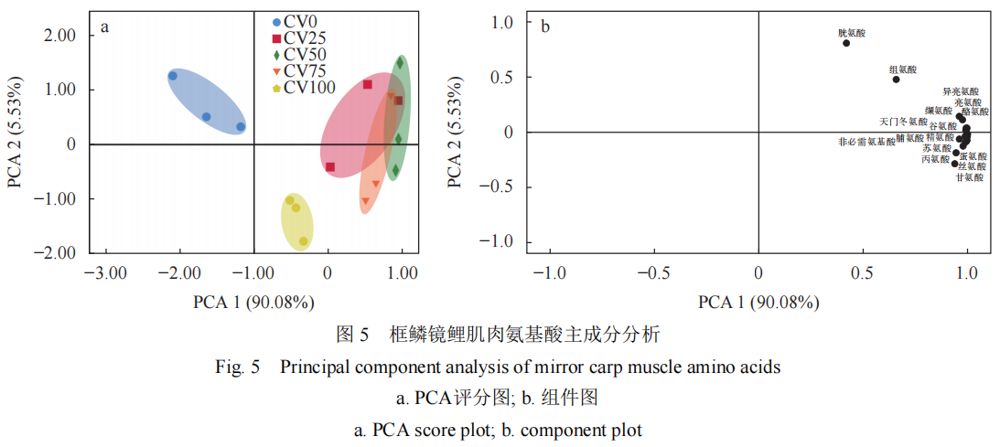 a
CV0
CV25
CV50
CV75
CV100
PCA 2 (5.53%)
2.00
1.00
0
−1.00
−2.00
−3.00 −2.00 −1.00 0 1.00
PCA 1 (90.08%)
b
PCA 2 (5.53%)
1.0
0.5
0
−0.5
−1.0
胱氨酸
组氨酸
异亮氨酸
亮氨酸
缬氨酸 酪氨酸
天门冬氨酸 谷氨酸
非必需氨基酸 脯氨酸 精氨酸
苏氨酸 蛋氨酸
丙氨酸 丝氨酸
甘氨酸
−1.0 −0.5 0 0.5 1.0
PCA 1 (90.08%)
图 5 框鳞镜鲤肌肉氨基酸主成分分析
Fig. 5 Principal component analysis of mirror carp muscle amino acids
a. PCA评分图; b. 组件图
a. PCA score plot; b. component plot